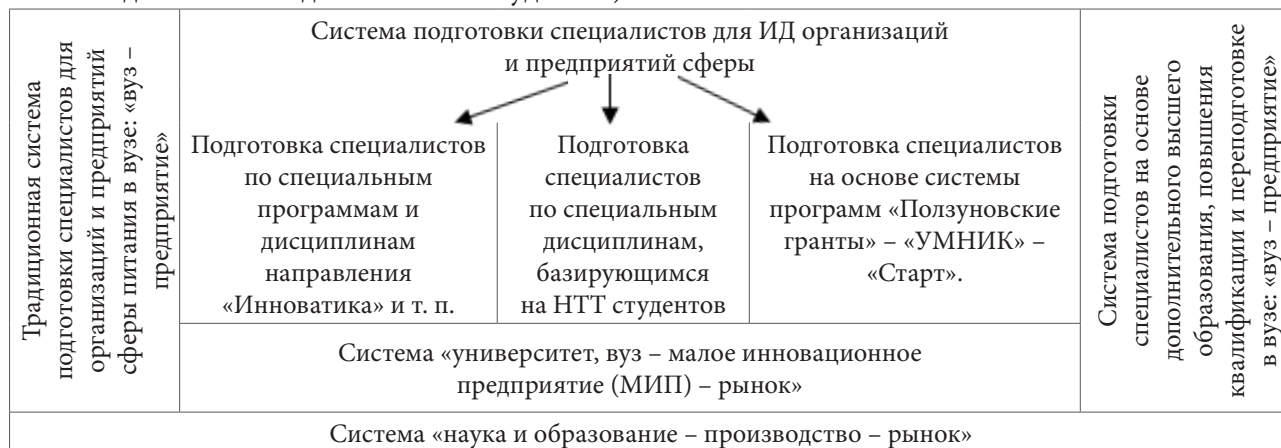 Традиционная система
подготовки специалистов для
организаций и предприятий
сферы питания в вузе: «вуз –
предприятие»
Система подготовки специалистов для ИД организаций
и предприятий сферы
Подготовка специалистов
по специальным
программам и
дисциплинам
направления
«Инноватика» и т. п.
Подготовка
специалистов
по специальным
дисциплинам,
базирующимся
на НТТ студентов
Подготовка специалистов
на основе системы
программ «Ползуновские
гранты» – «УМНИК» –
«Старт».
Система «университет, вуз – малое инновационное
предприятие (МИП) – рынок»
Система подготовки
специалистов на основе
дополнительного высшего
образования, повышения
квалификации и переподготовке
в вузе: «вуз – предприятие»
Система «наука и образование – производство – рынок»